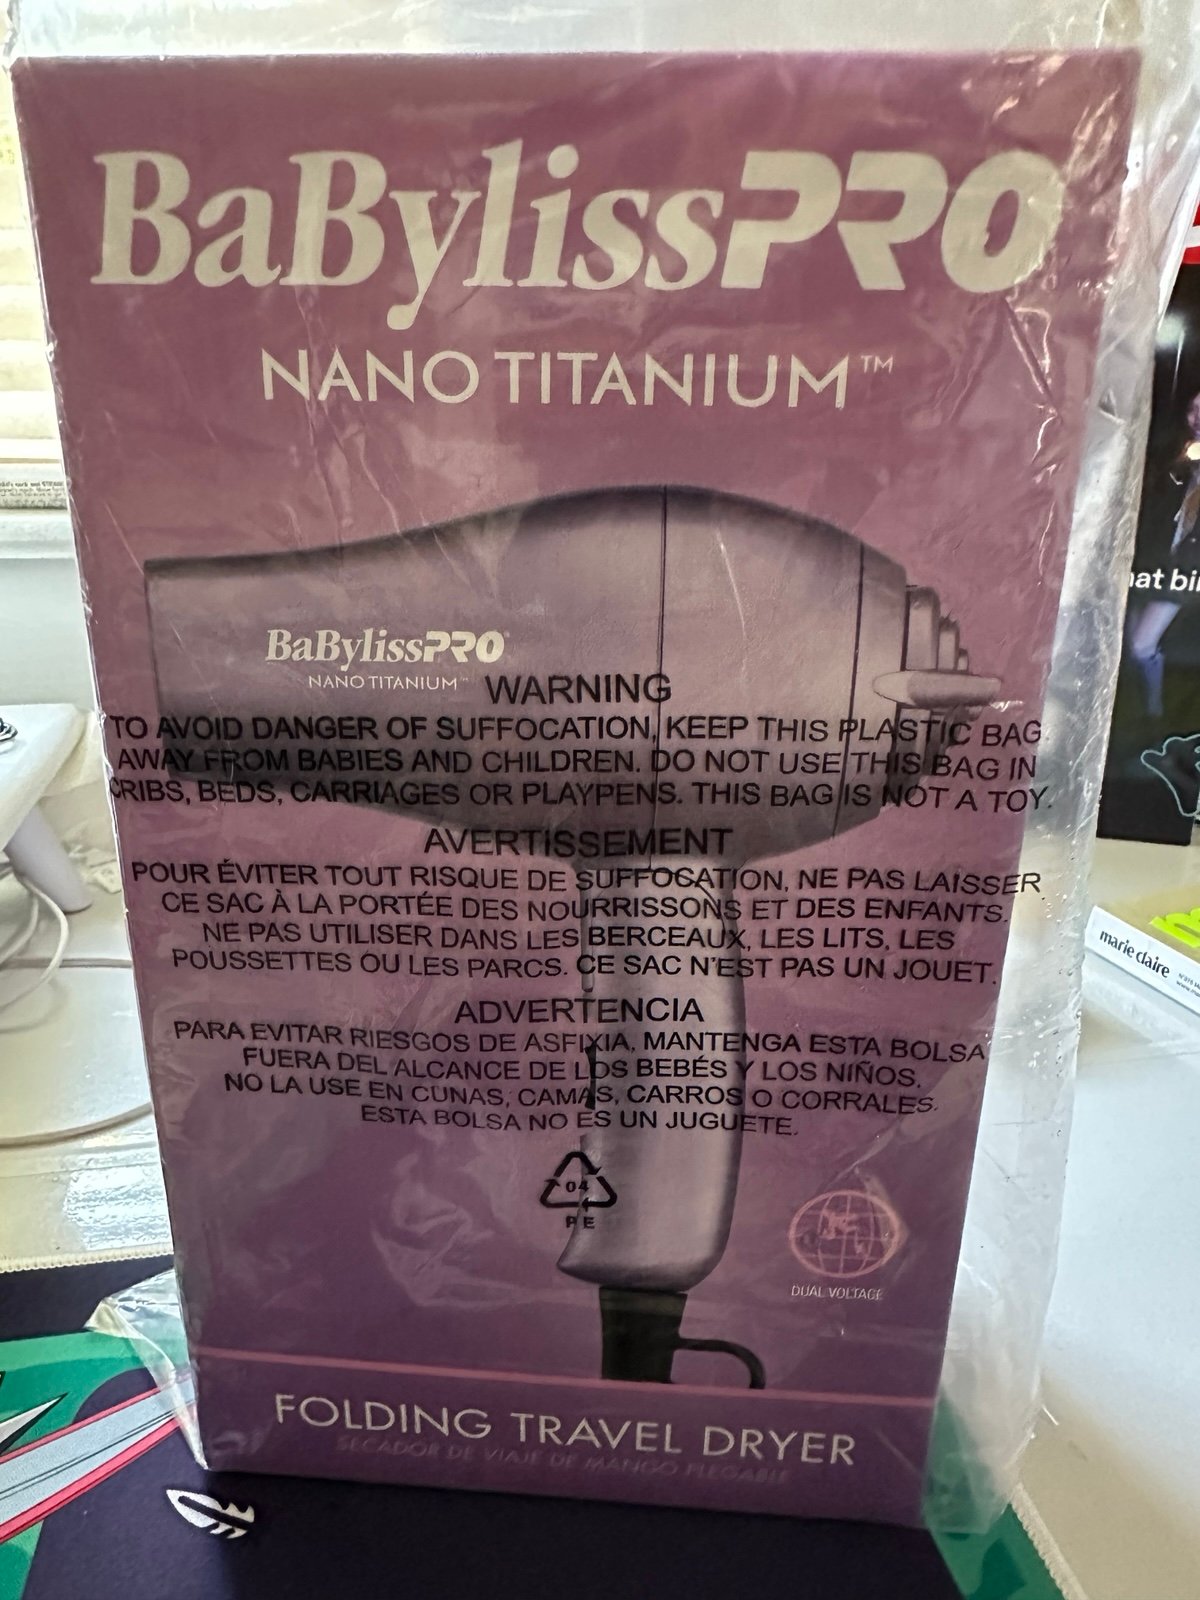 BaBylissPRO
NANO TITANIUM™
BaBylissPRO
NANO TITANIUM™
WARNING
TO AVOID DANGER OF SUFFOCATION, KEEP THIS PLASTIC BAG
AWAY FROM BABIES AND CHILDREN. DO NOT USE THIS BAG IN
CRIBS, BEDS, CARRIAGES OR PLAYPENS. THIS BAG IS NOT A TOY.
AVERTISSEMENT
POUR ÉVITER TOUT RISQUE DE SUFFOCATION, NE PAS LAISSER
CE SAC À LA PORTÉE DES NOURRISSONS ET DES ENFANTS.
NE PAS UTILISER DANS LES BERCEAUX, LES LITS, LES
POUSSETTES OU LES PARCS. CE SAC N'EST PAS UN JOUET.
ADVERTENCIA
PARA EVITAR RIESGOS DE ASFIXIA, MANTENGA ESTA BOLSA
FUERA DEL ALCANCE DE LOS BEBÉS Y LOS NIÑOS.
NO LA USE EN CUNAS, CAMAS, CARROS O CORRALES.
ESTA BOLSA NO ES UN JUGUETE.
04
PE
DUAL VOLTAGE
FOLDING TRAVEL DRYER
SECADOR DE VIAJE DE MANGO PLEGABLE
marie claire